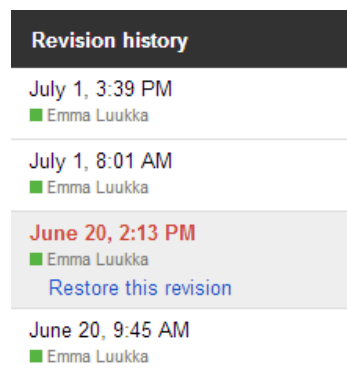 Revision history
July 1, 3:39 PM
Emma Luukka
July 1, 8:01 AM
Emma Luukka
June 20, 2:13 PM
Emma Luukka
Restore this revision
June 20, 9:45 AM
Emma Luukka